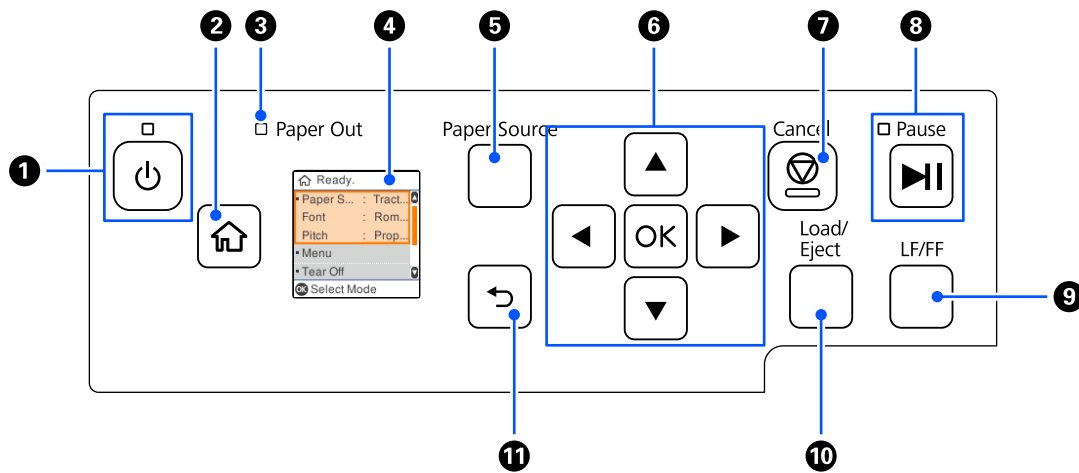 2 3 4 5 6 7 8
Paper Out
Paper Source
Cancel
Pause
1
Ready.
Paper S... : Tract...
Font : Rom...
Pitch : Prop...
Menu
Tear Off
OK Select Mode
OK
Load/
Eject
LF/FF
9
11
10